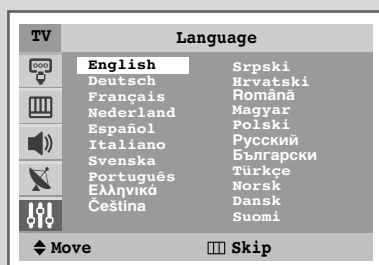 TV Language
English
Deutsch
Français
Nederland
Español
Italiano
Svenska
Português
Ελληνικά
Čeština
Srpski
Hrvatski
Română
Magyar
Polski
Русский
Български
Türkçe
Norsk
Dansk
Suomi
Move Skip